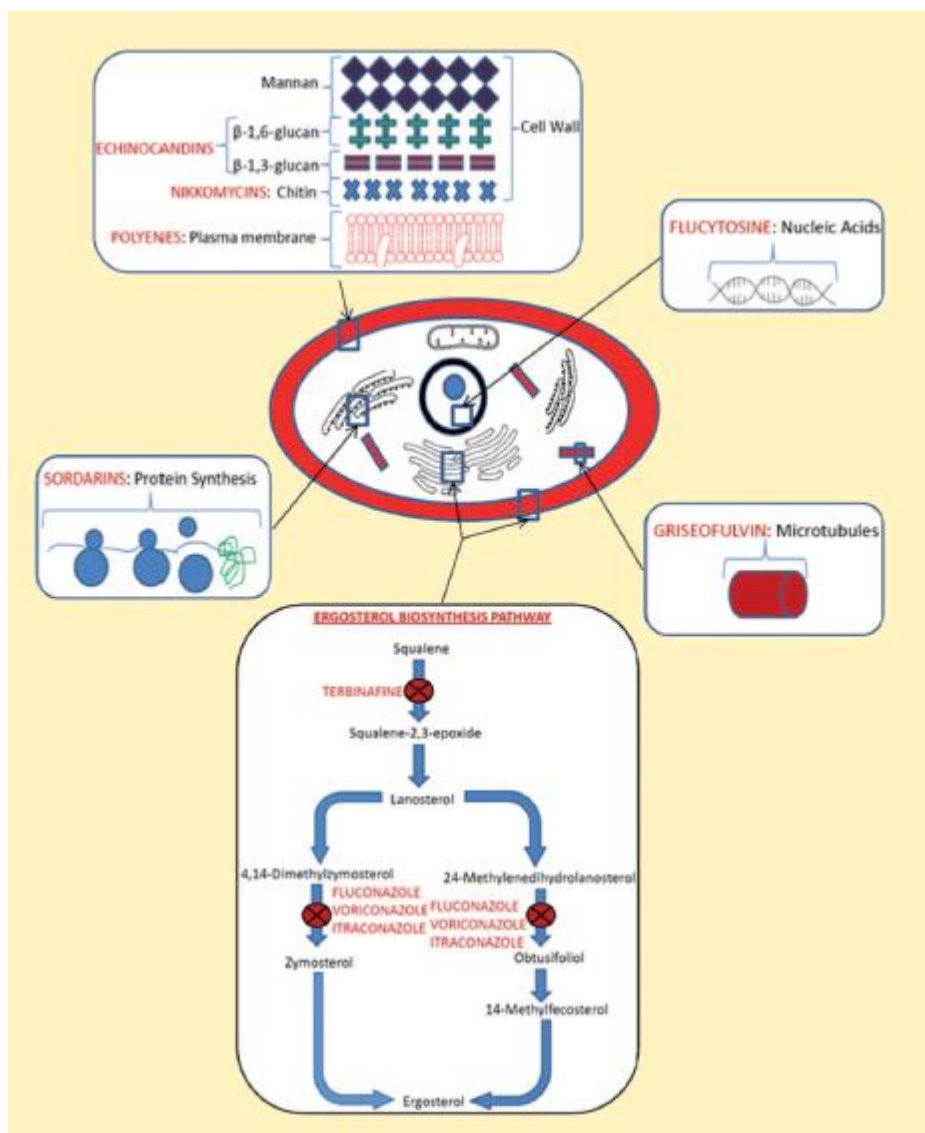 Mannan
β-1,6-glucan
Cell Wall
ECHINOCANDINS
β-1,3-glucan
NIKKOMYCINS: Chitin
POLYENES: Plasma membrane
FLUCYTOSINE: Nucleic Acids
SORDARINS: Protein Synthesis
GRISEOFULVIN: Microtubules
ERGOSTEROL BIOSYNTHESIS PATHWAY
Squalene
TERBINAFINE
Squalene-2,3-epoxide
Lanosterol
4,14-Dimethylzymosterol
24-Methylenedihydrolanosterol
FLUCONAZOLE
VORICONAZOLE
ITRACONAZOLE
FLUCONAZOLE
VORICONAZOLE
ITRACONAZOLE
Zymosterol
Obtusifoliol
14-Methylfecosterol
Ergosterol